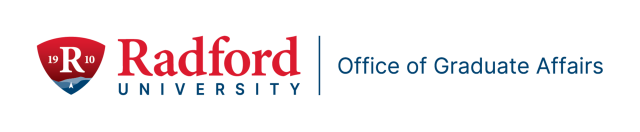 19 R 10
Radford
UNIVERSITY
Office of Graduate Affairs